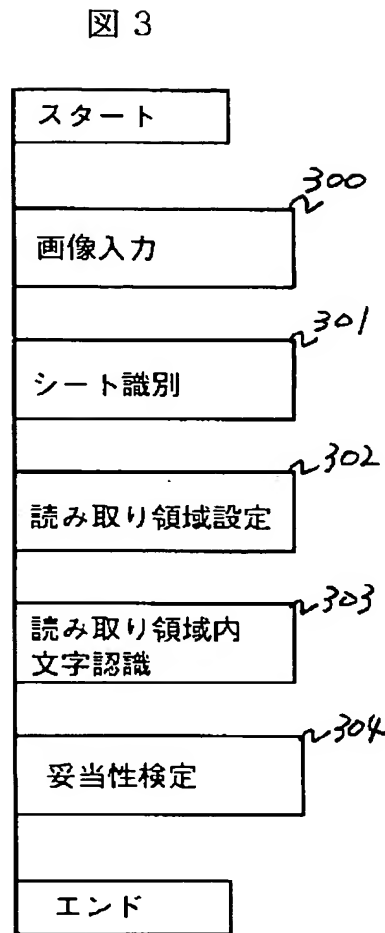 図 3
スタート
300
画像入力
301
シート識別
302
読み取り領域設定
303
読み取り領域内
文字認識
304
妥当性検定
エンド